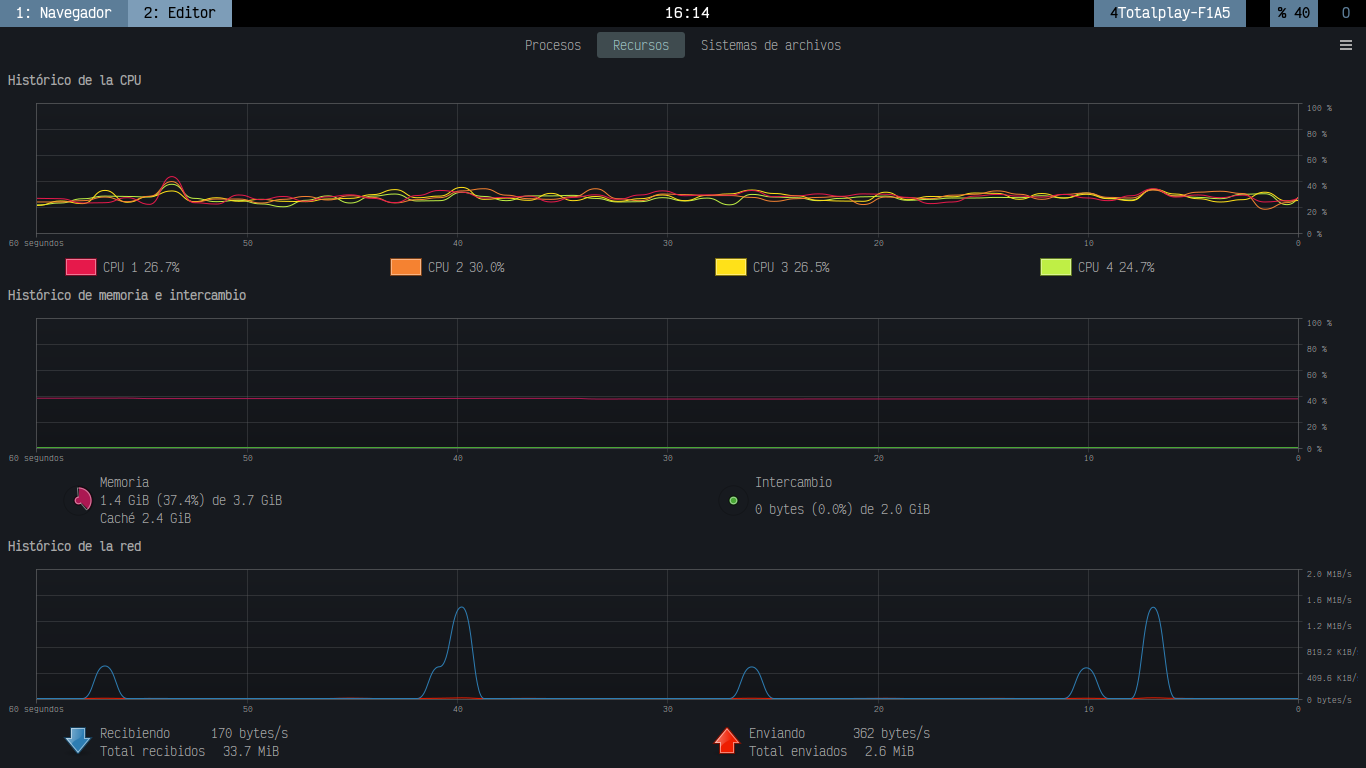 1: Navegador 2: Editor 16:14 4Totalplay-F1A5 % 40 0
Procesos Recursos Sistemas de archivos
Histórico de la CPU
100 %
80 %
60 %
40 %
20 %
0 %
60 segundos 50 40 30 20 10 0
CPU 1 26.7% CPU 2 30.0% CPU 3 26.5% CPU 4 24.7%
Histórico de memoria e intercambio
100 %
80 %
60 %
40 %
20 %
0 %
60 segundos 50 40 30 20 10 0
Memoria
1.4 GiB (37.4%) de 3.7 GiB
Caché 2.4 GiB
Intercambio
0 bytes (0.0%) de 2.0 GiB
Histórico de la red
2.0 MiB/s
1.6 MiB/s
1.2 MiB/s
819.2 KiB/
409.6 KiB/
0 bytes/s
60 segundos 50 40 30 20 10 0
Recibiendo 170 bytes/s
Total recibidos 33.7 MiB
Enviando 362 bytes/s
Total enviados 2.6 MiB